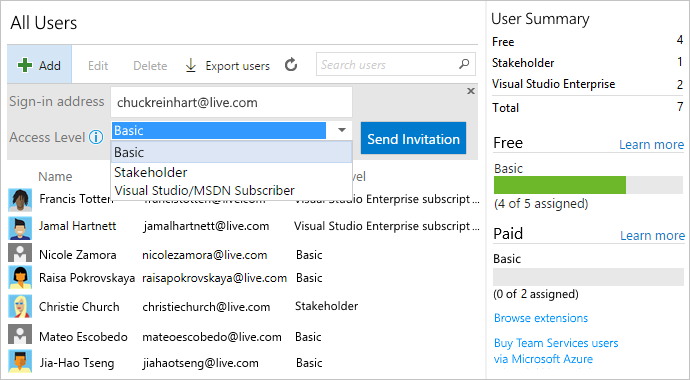 All Users
Add Edit Delete Export users Search users
Sign-in address chuckreinhart@live.com
Access Level Basic Send Invitation
Basic
Stakeholder
Visual Studio/MSDN Subscriber
Name vel
Francis Totten francistotten@live.com Visual Studio Enterprise subscript ...
Jamal Hartnett jamalhartnett@live.com Visual Studio Enterprise subscript ...
Nicole Zamora nicolezamora@live.com Basic
Raisa Pokrovskaya raisapokrovskaya@live.com Basic
Christie Church christiechurch@live.com Stakeholder
Mateo Escobedo mateoescobedo@live.com Basic
Jia-Hao Tseng jiahaotseng@live.com Basic
User Summary
Free 4
Stakeholder 1
Visual Studio Enterprise 2
Total 7
Free Learn more
Basic
(4 of 5 assigned)
Paid Learn more
Basic
(0 of 2 assigned)
Browse extensions
Buy Team Services users
via Microsoft Azure